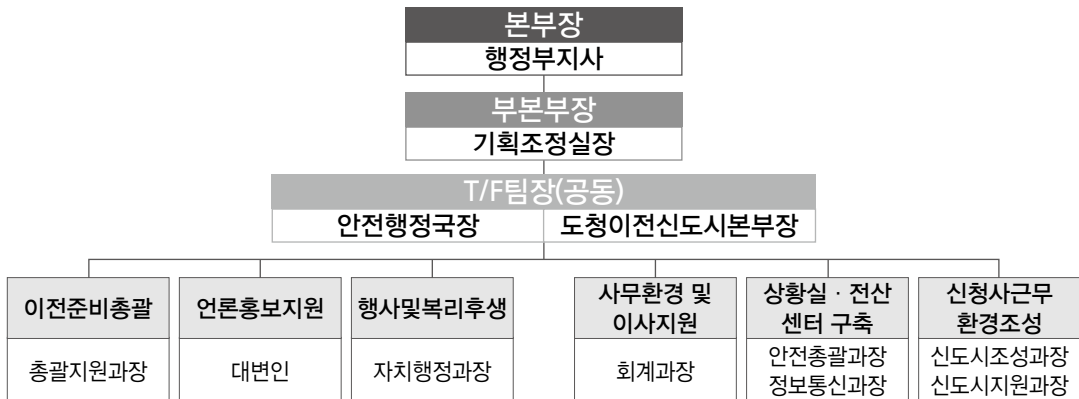 본부장
행정부지사
부본부장
기획조정실장
T/F팀장(공동)
안전행정국장 도청이전신도시본부장
이전준비총괄
총괄지원과장
언론홍보지원
대변인
행사및복리후생
자치행정과장
사무환경 및
이사지원
회계과장
상황실 · 전산
센터 구축
안전총괄과장
정보통신과장
신청사근무
환경조성
신도시조성과장
신도시지원과장